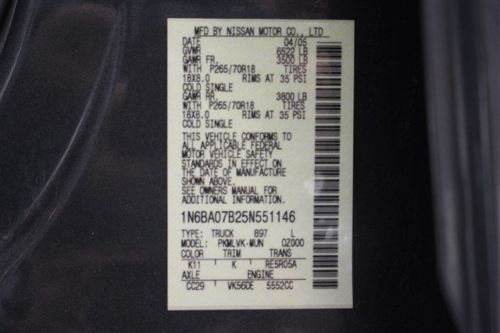 MFD BY NISSAN MOTOR CO., LTD
DATE 04/05
GVWR 6522 LB
GAWR FR. 3500 LB
WITH P265/70R18 TIRES
18X8.0 RIMS AT 35 PSI
COLD SINGLE
GAWR RR. 3800 LB
WITH P265/70R18 TIRES
18X8.0 RIMS AT 35 PSI
COLD SINGLE
THIS VEHICLE CONFORMS TO
ALL APPLICABLE FEDERAL
MOTOR VEHICLE SAFETY
STANDARDS IN EFFECT ON
THE DATE OF MANUFACTURE
SHOWN ABOVE.
SEE OWNERS MANUAL FOR
ADDITIONAL INFORMATION.
1N6BA07B25N551146
TYPE: TRUCK 897 L
MODEL: PKMLVK-MUN OZ000
COLOR TRIM TRANS
K11 K RE5R05A
AXLE ENGINE
CC29 VK56DE 5552CC